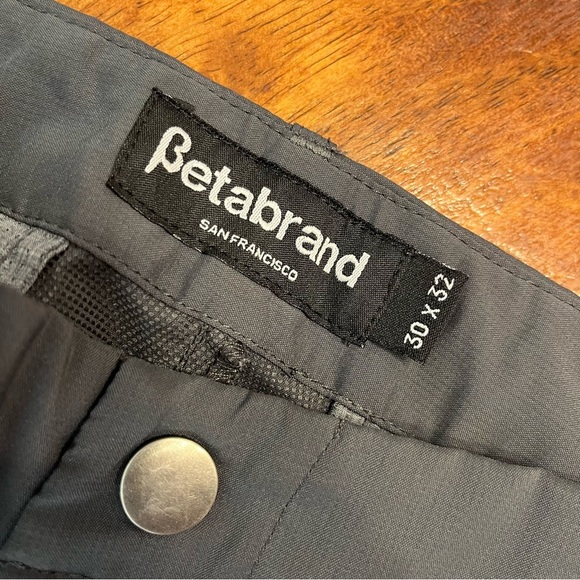 βetabrand
SAN FRANCISCO
30 X 32